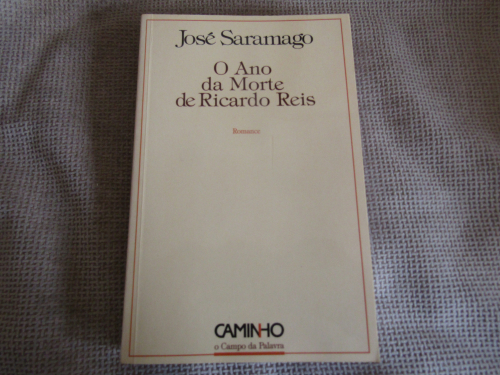 José Saramago
O Ano
da Morte
de Ricardo Reis
Romance
CAMINHO
o Campo da Palavra